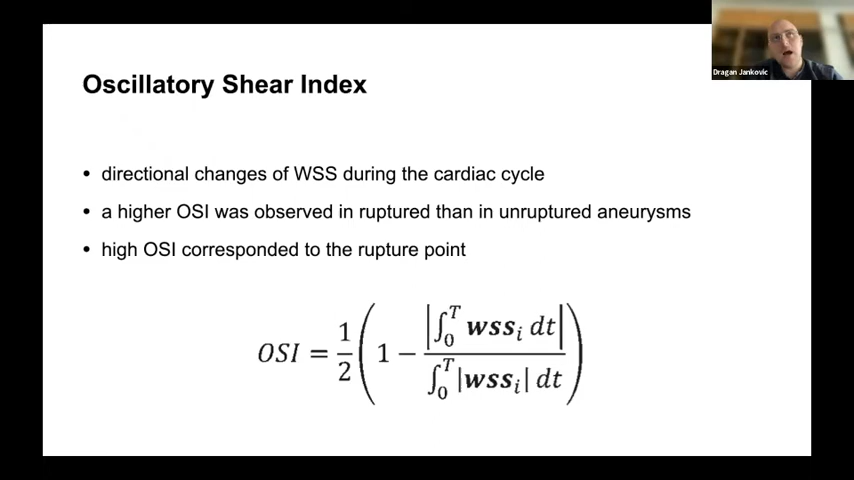 Dragan Jankovic
Oscillatory Shear Index
• directional changes of WSS during the cardiac cycle
• a higher OSI was observed in ruptured than in unruptured aneurysms
• high OSI corresponded to the rupture point
OSI = 1/2 (1 − |∫₀ᵀ wssᵢ dt| / ∫₀ᵀ |wssᵢ| dt)